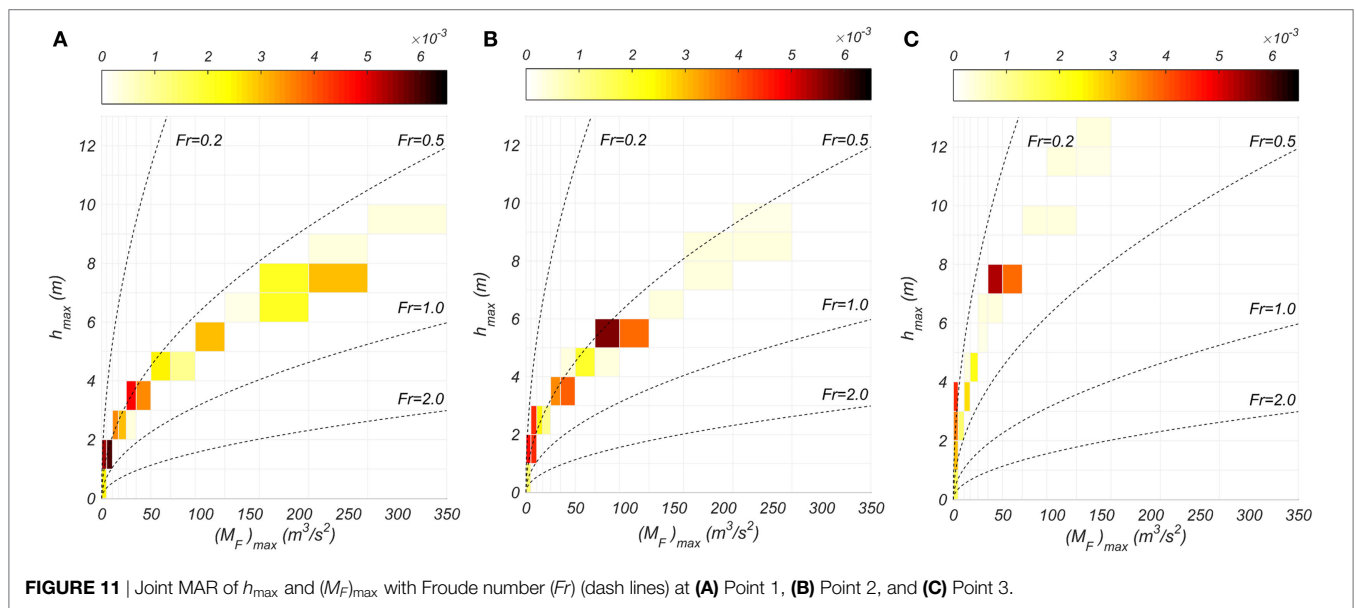 A
×10⁻³
0 1 2 3 4 5 6
Fr=0.2
Fr=0.5
Fr=1.0
Fr=2.0
12
10
8
6
4
2
0
h_max (m)
0 50 100 150 200 250 300 350
(M_F)_max (m³/s²)
B
×10⁻³
0 1 2 3 4 5 6
Fr=0.2
Fr=0.5
Fr=1.0
Fr=2.0
12
10
8
6
4
2
0
h_max (m)
0 50 100 150 200 250 300 350
(M_F)_max (m³/s²)
C
×10⁻³
0 1 2 3 4 5 6
Fr=0.2
Fr=0.5
Fr=1.0
Fr=2.0
12
10
8
6
4
2
0
h_max (m)
0 50 100 150 200 250 300 350
(M_F)_max (m³/s²)
FIGURE 11 | Joint MAR of h_max and (M_F)_max with Froude number (Fr) (dash lines) at (A) Point 1, (B) Point 2, and (C) Point 3.